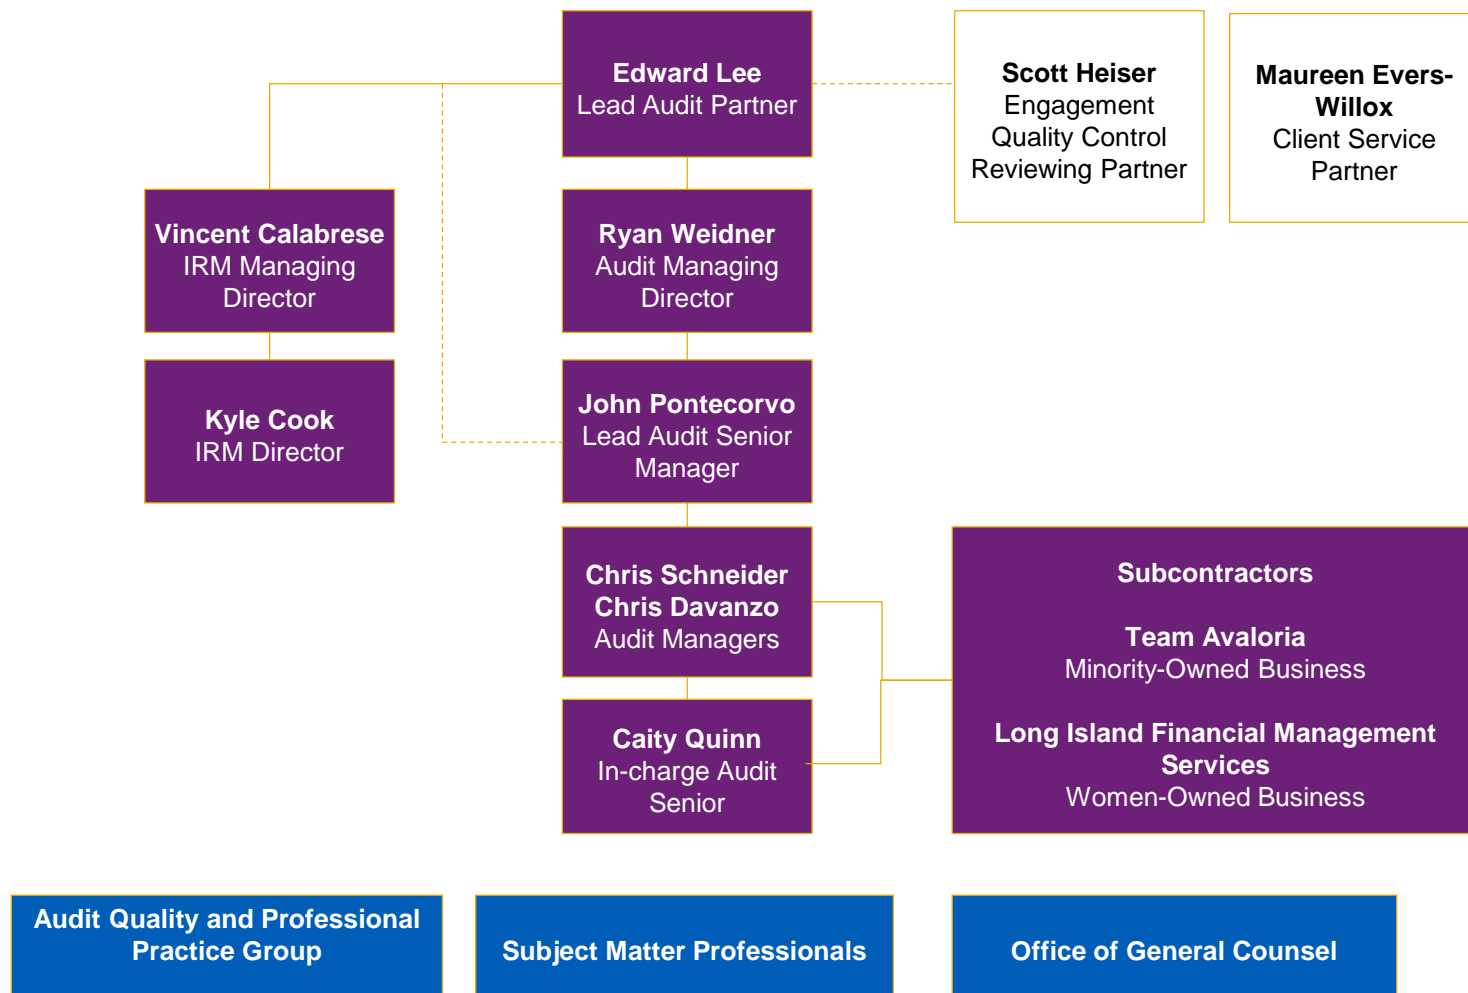 Edward Lee
Lead Audit Partner
Scott Heiser
Engagement
Quality Control
Reviewing Partner
Maureen Evers-
Willox
Client Service
Partner
Vincent Calabrese
IRM Managing
Director
Ryan Weidner
Audit Managing
Director
Kyle Cook
IRM Director
John Pontecorvo
Lead Audit Senior
Manager
Chris Schneider
Chris Davanzo
Audit Managers
Caity Quinn
In-charge Audit
Senior
Subcontractors
Team Avaloria
Minority-Owned Business
Long Island Financial Management
Services
Women-Owned Business
Audit Quality and Professional
Practice Group
Subject Matter Professionals
Office of General Counsel